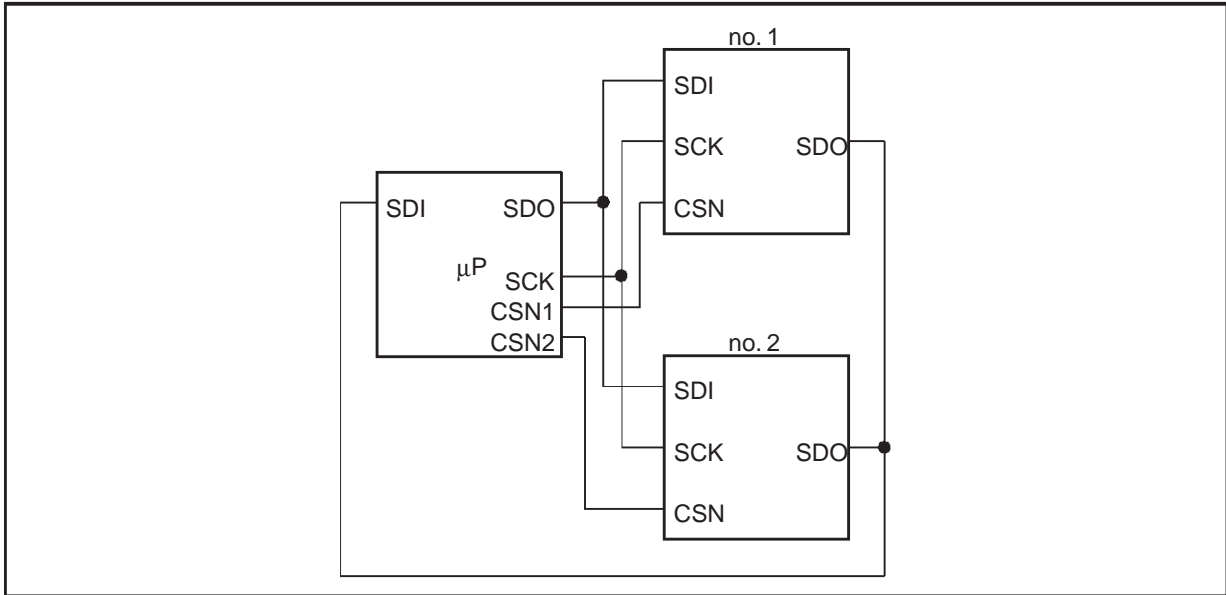 no. 1
SDI
SCK
SDO
CSN
SDI
SDO
μP
SCK
CSN1
CSN2
no. 2
SDI
SCK
SDO
CSN